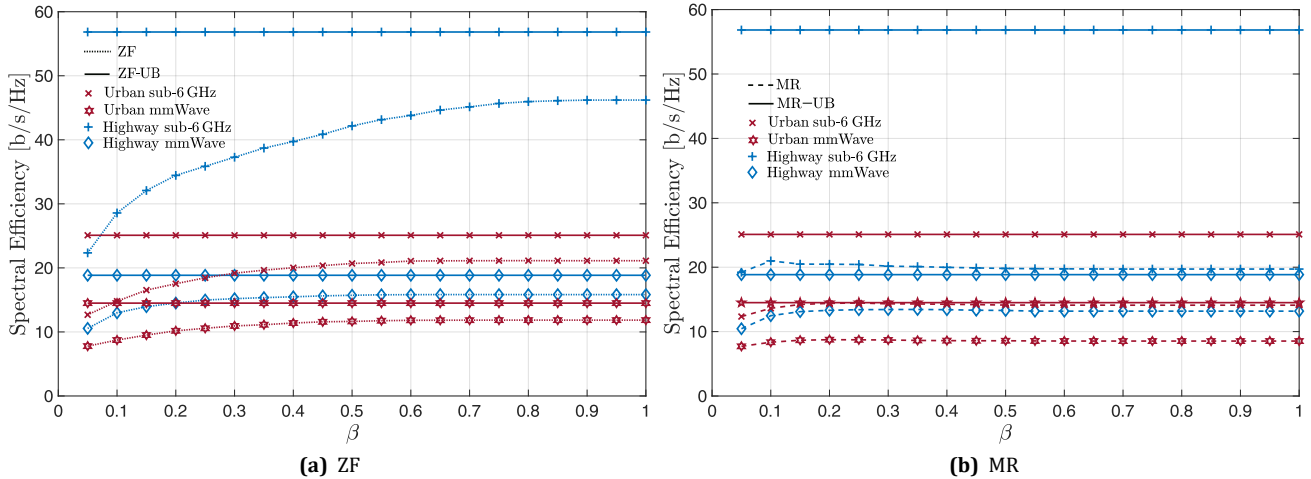 60
50
40
30
20
10
0
Spectral Efficiency [b/s/Hz]
ZF
ZF-UB
Urban sub-6 GHz
Urban mmWave
Highway sub-6 GHz
Highway mmWave
0 0.1 0.2 0.3 0.4 0.5 0.6 0.7 0.8 0.9 1
β
(a) ZF
60
50
40
30
20
10
0
Spectral Efficiency [b/s/Hz]
MR
MR−UB
Urban sub-6 GHz
Urban mmWave
Highway sub-6 GHz
Highway mmWave
0 0.1 0.2 0.3 0.4 0.5 0.6 0.7 0.8 0.9 1
β
(b) MR